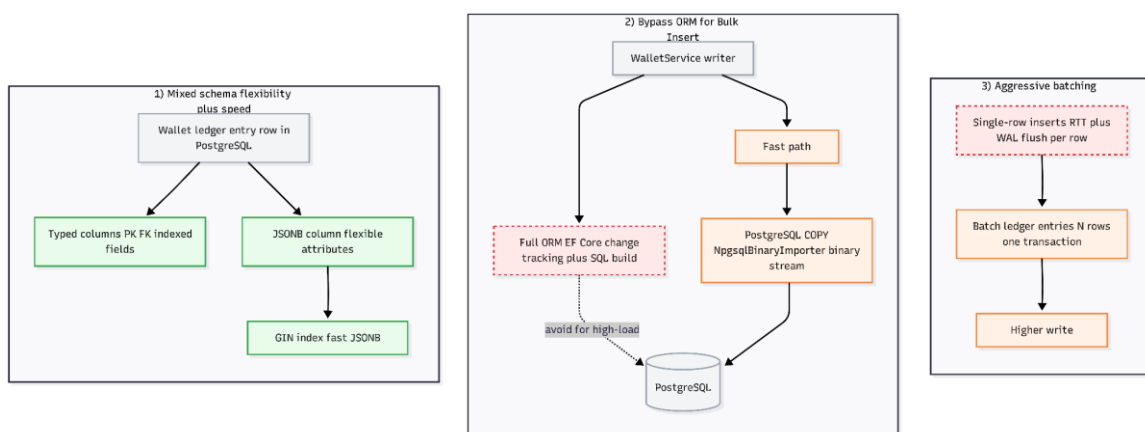 1) Mixed schema flexibility
plus speed
Wallet ledger entry row in
PostgreSQL
Typed columns PK FK indexed
fields
JSONB column flexible
attributes
GIN index fast JSONB
2) Bypass ORM for Bulk
Insert
WalletService writer
Fast path
Full ORM EF Core change
tracking plus SQL build
PostgreSQL COPY
NpgsqlBinaryImporter binary
stream
avoid for high-load
PostgreSQL
3) Aggressive batching
Single-row inserts RTT plus
WAL flush per row
Batch ledger entries N rows
one transaction
Higher write